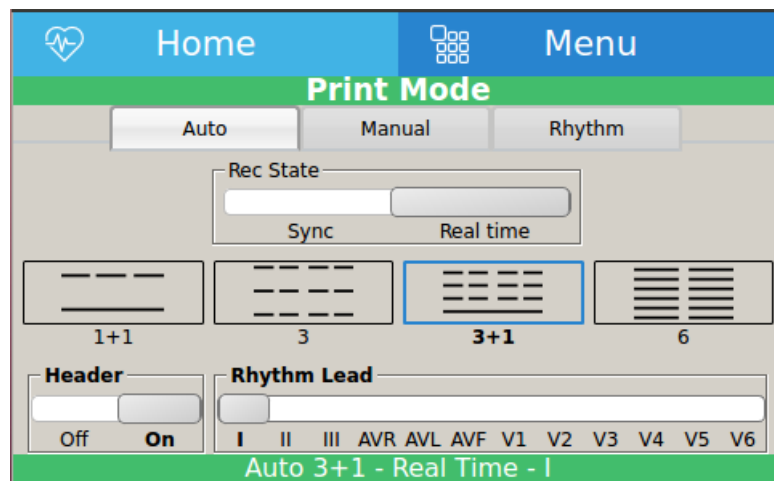 Home Menu
Print Mode
Auto Manual Rhythm
Rec State
Sync Real time
1+1 3 3+1 6
Header Rhythm Lead
Off On I II III AVR AVL AVF V1 V2 V3 V4 V5 V6
Auto 3+1 - Real Time - I